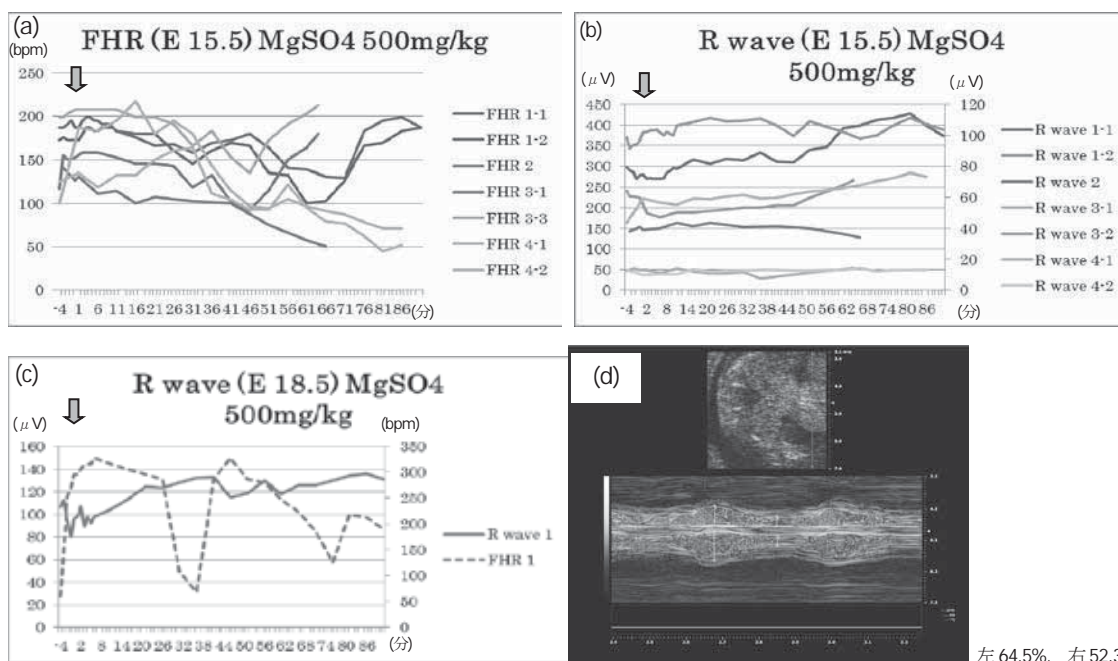 (a)
(bpm)
FHR (E 15.5) MgSO4 500mg/kg
250
200
150
100
50
0
-4 1 6 11 16 21 26 31 36 41 46 51 56 61 66 71 76 81 86
(分)
FHR 1-1
FHR 1-2
FHR 2
FHR 3-1
FHR 3-3
FHR 4-1
FHR 4-2
(b)
R wave (E 15.5) MgSO4
500mg/kg
(μV)
(μV)
450
400
350
300
250
200
150
100
50
0
120
100
80
60
40
20
0
-4 2 8 14 20 26 32 38 44 50 56 62 68 74 80 86
(分)
R wave 1-1
R wave 1-2
R wave 2
R wave 3-1
R wave 3-2
R wave 4-1
R wave 4-2
(c)
R wave (E 18.5) MgSO4
500mg/kg
(μV)
(bpm)
160
140
120
100
80
60
40
20
0
350
300
250
200
150
100
50
0
-4 2 8 14 20 26 32 38 44 50 56 62 68 74 80 86
(分)
R wave 1
FHR 1
(d)
左 64.5%, 右 52.